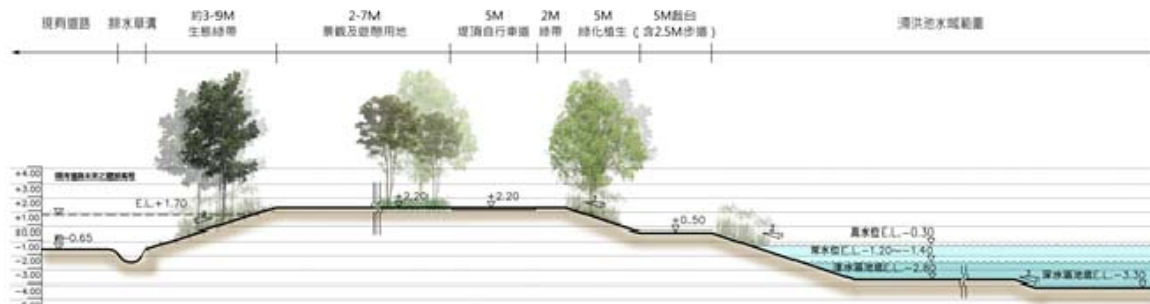 現有道路
排水草溝
約3-9M
生態綠帶
2-7M
景觀及遊憩用地
5M
堤頂自行車道
2M
綠帶
5M
綠化植生
5M戧台
(含2.5M步道)
滯洪池水域範圍
+4.00
+3.00
+2.00
+1.00
±0.00
-1.00
-2.00
-3.00
-4.00
E.L.+1.70
約-0.65
+2.20
+2.20
+0.50
高水位E.L.-0.30
常水位E.L.-1.20~-1.40
淺水區池底E.L.-2.80
深水區池底E.L.-3.30